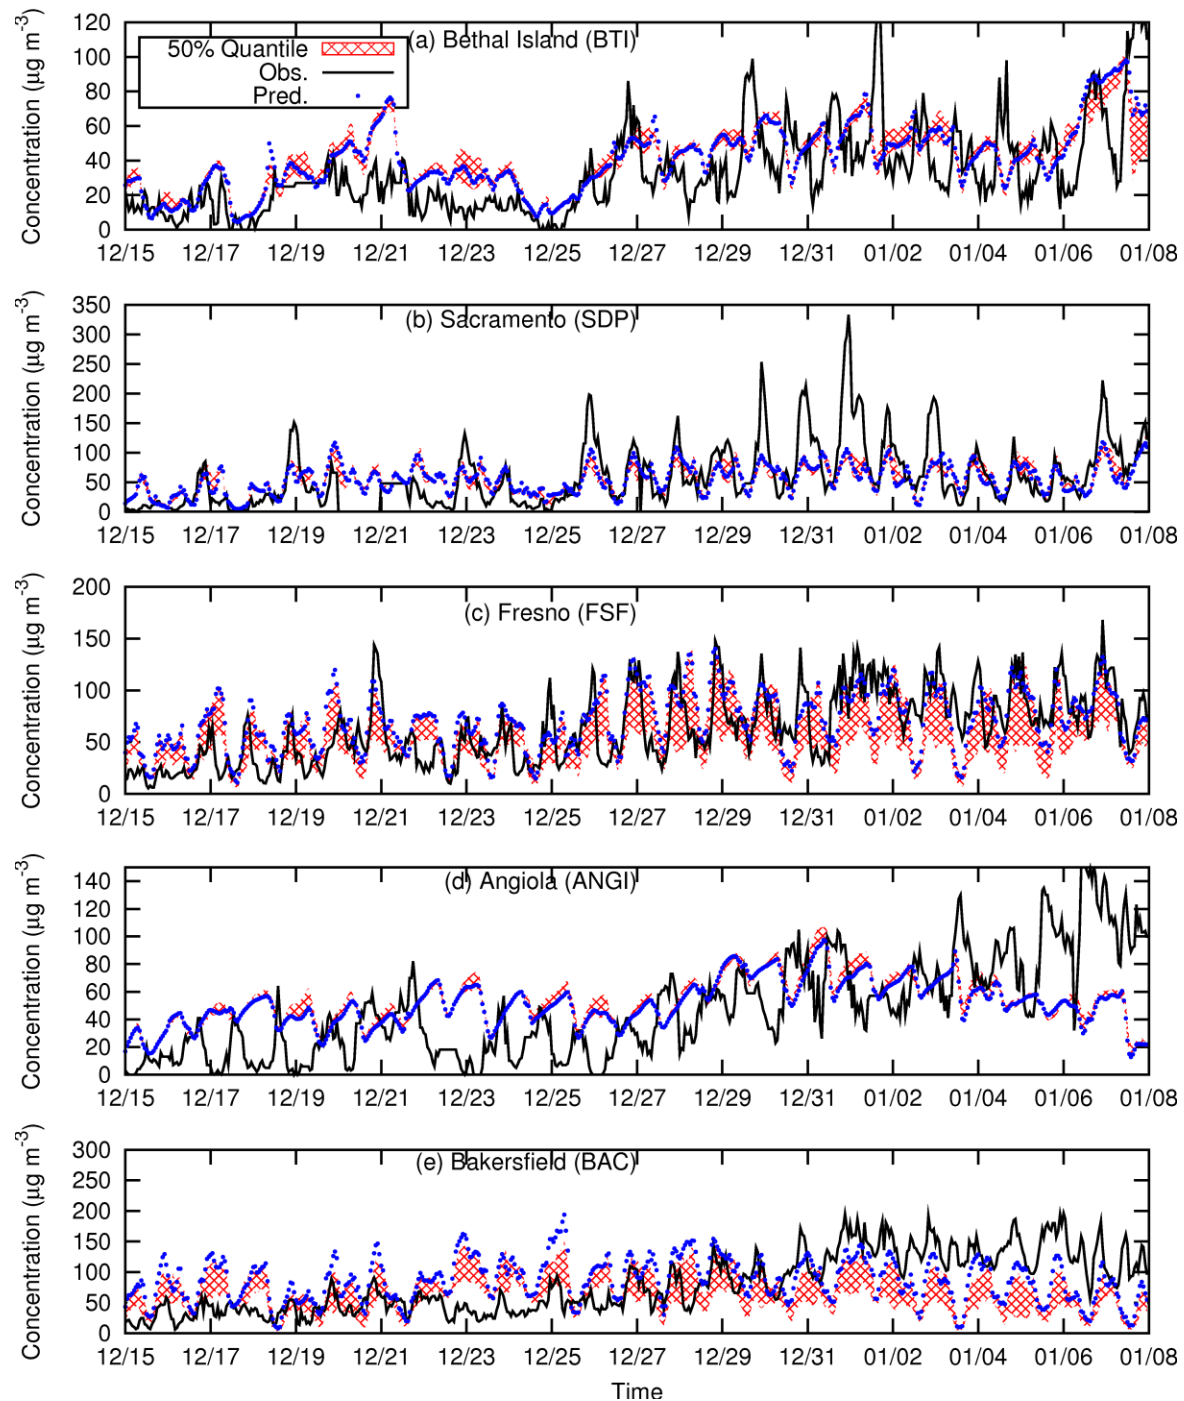 (a) Bethal Island (BTI)
50% Quantile
Obs.
Pred.
Concentration (µg m-3)
120
100
80
60
40
20
0
12/15 12/17 12/19 12/21 12/23 12/25 12/27 12/29 12/31 01/02 01/04 01/06 01/08
(b) Sacramento (SDP)
Concentration (µg m-3)
350
300
250
200
150
100
50
0
12/15 12/17 12/19 12/21 12/23 12/25 12/27 12/29 12/31 01/02 01/04 01/06 01/08
(c) Fresno (FSF)
Concentration (µg m-3)
200
150
100
50
0
12/15 12/17 12/19 12/21 12/23 12/25 12/27 12/29 12/31 01/02 01/04 01/06 01/08
(d) Angiola (ANGI)
Concentration (µg m-3)
140
120
100
80
60
40
20
0
12/15 12/17 12/19 12/21 12/23 12/25 12/27 12/29 12/31 01/02 01/04 01/06 01/08
(e) Bakersfield (BAC)
Concentration (µg m-3)
300
250
200
150
100
50
0
12/15 12/17 12/19 12/21 12/23 12/25 12/27 12/29 12/31 01/02 01/04 01/06 01/08
Time